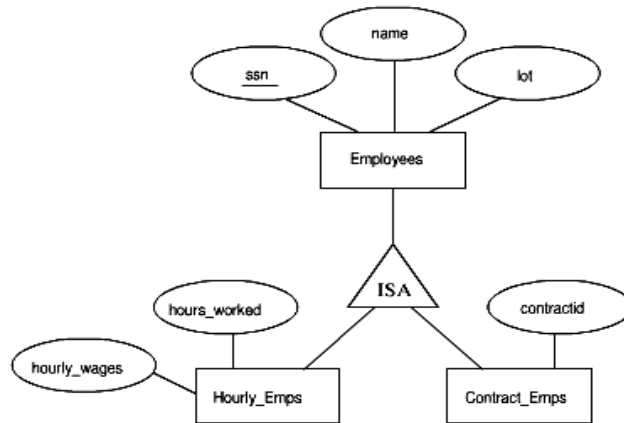 name
ssn
lot
Employees
ISA
hours_worked
contractid
hourly_wages
Hourly_Emps
Contract_Emps